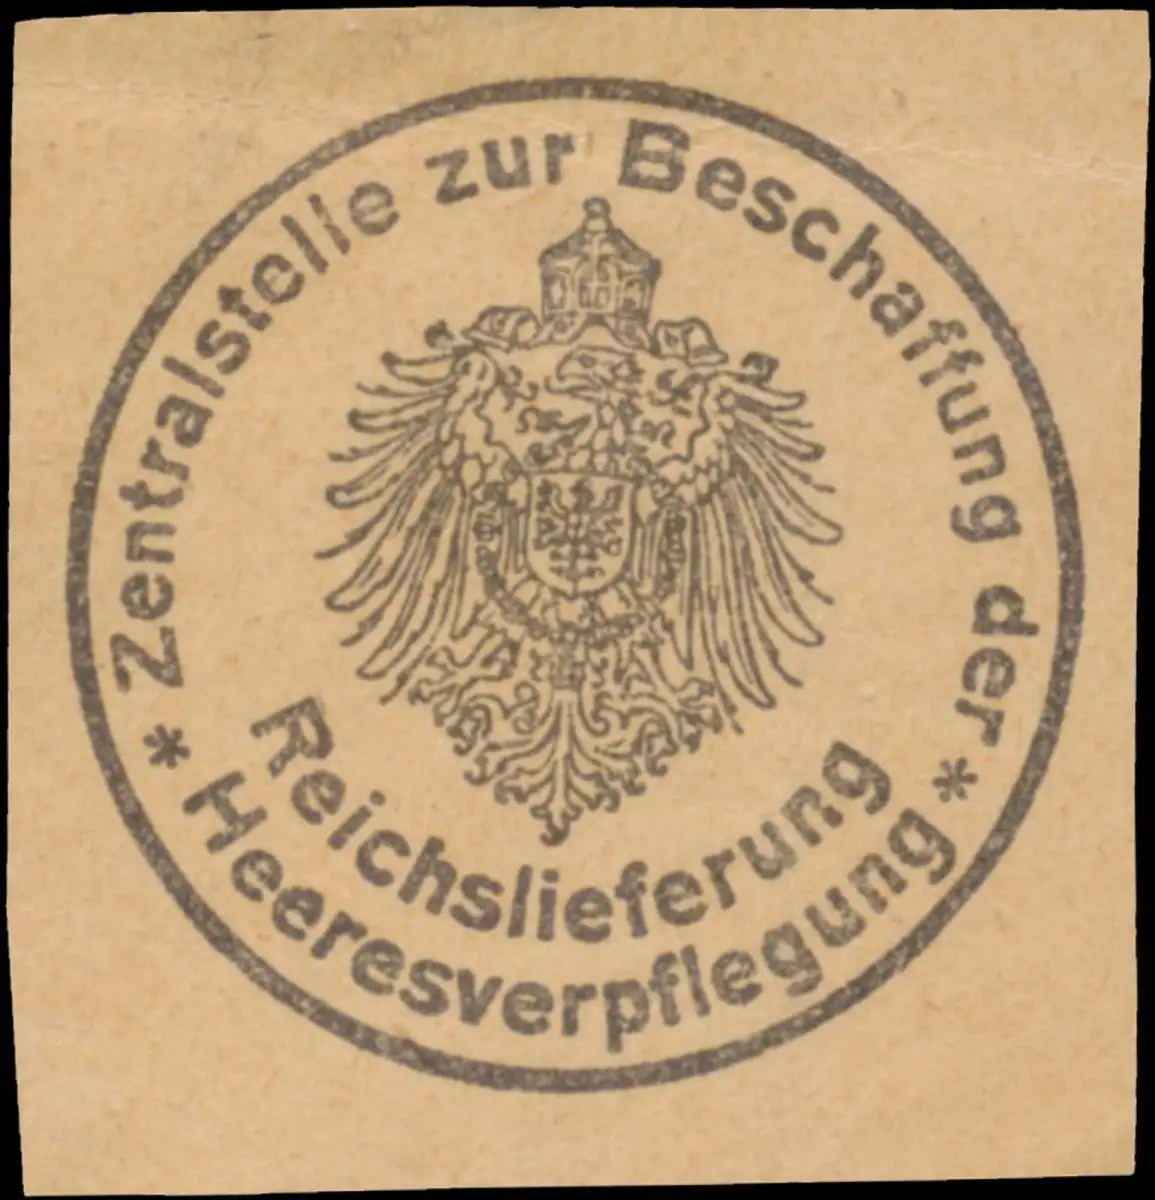 * Zentralstelle zur Beschaffung der *
Heeresverpflegung
Reichslieferung